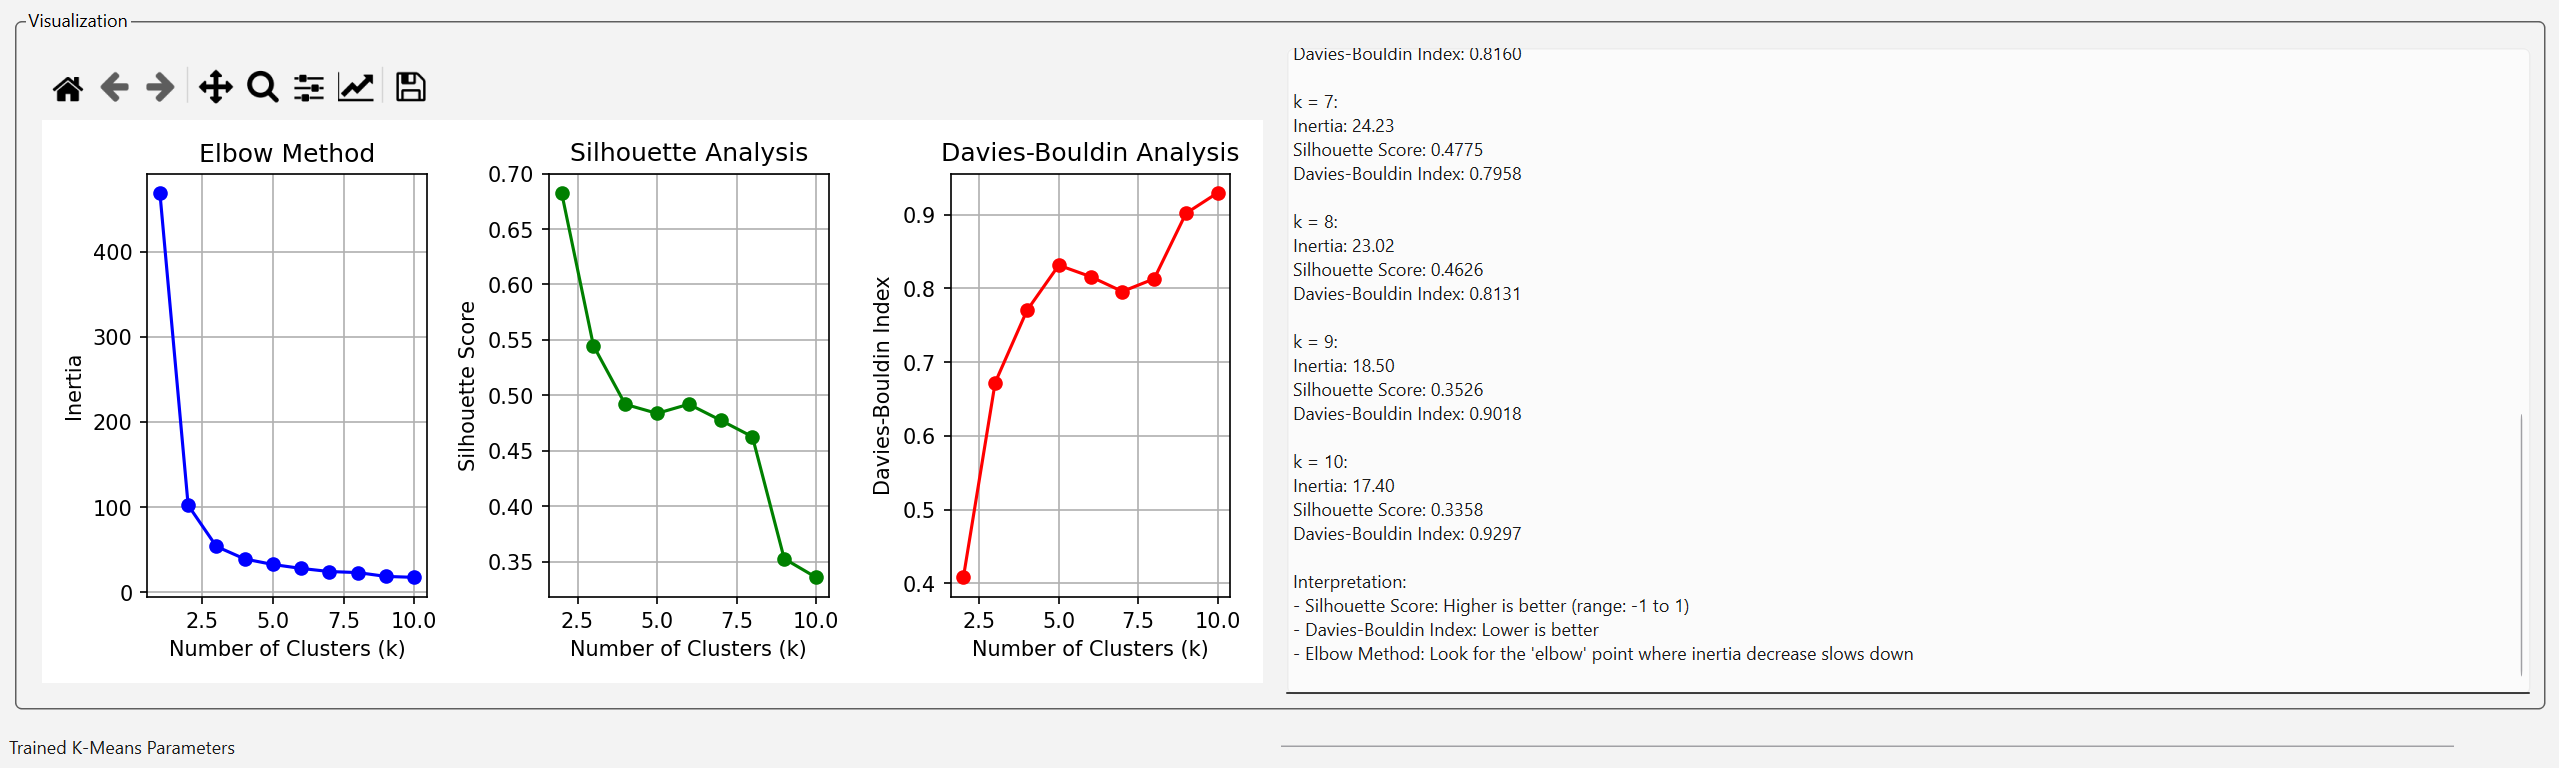 Visualization
Elbow Method
Inertia
400
300
200
100
0
2.5 5.0 7.5 10.0
Number of Clusters (k)
Silhouette Analysis
Silhouette Score
0.70
0.65
0.60
0.55
0.50
0.45
0.40
0.35
2.5 5.0 7.5 10.0
Number of Clusters (k)
Davies-Bouldin Analysis
Davies-Bouldin Index
0.9
0.8
0.7
0.6
0.5
0.4
2.5 5.0 7.5 10.0
Number of Clusters (k)
Davies-Bouldin Index: 0.8160
k = 7:
Inertia: 24.23
Silhouette Score: 0.4775
Davies-Bouldin Index: 0.7958
k = 8:
Inertia: 23.02
Silhouette Score: 0.4626
Davies-Bouldin Index: 0.8131
k = 9:
Inertia: 18.50
Silhouette Score: 0.3526
Davies-Bouldin Index: 0.9018
k = 10:
Inertia: 17.40
Silhouette Score: 0.3358
Davies-Bouldin Index: 0.9297
Interpretation:
- Silhouette Score: Higher is better (range: -1 to 1)
- Davies-Bouldin Index: Lower is better
- Elbow Method: Look for the 'elbow' point where inertia decrease slows down
Trained K-Means Parameters